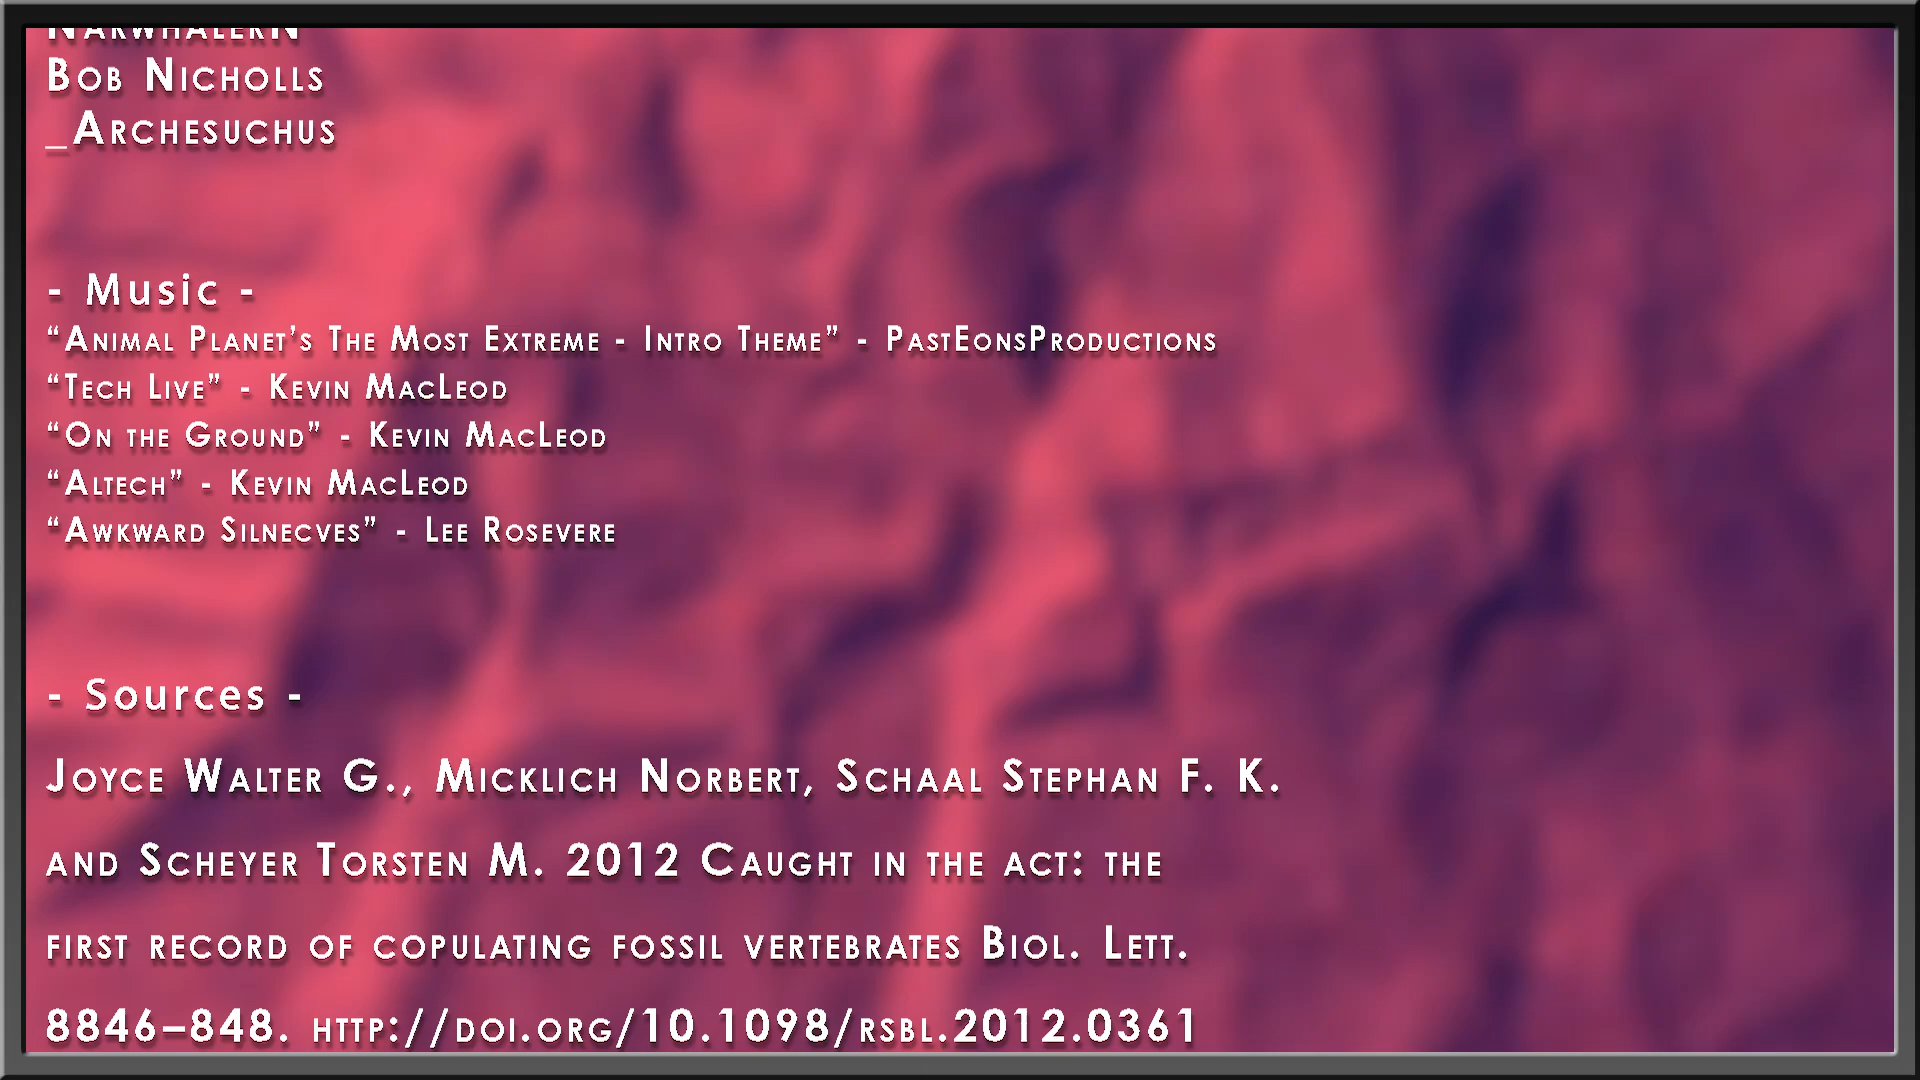 NarwhalerN
Bob Nicholls
_Archesuchus
- Music -
“Animal Planet’s The Most Extreme - Intro Theme” - PastEonsProductions
“Tech Live” - Kevin MacLeod
“On the Ground” - Kevin MacLeod
“Altech” - Kevin MacLeod
“Awkward Silnecves” - Lee Rosevere
- Sources -
Joyce Walter G., Micklich Norbert, Schaal Stephan F. K.
and Scheyer Torsten M. 2012 Caught in the act: the
first record of copulating fossil vertebrates Biol. Lett.
8846–848. http://doi.org/10.1098/rsbl.2012.0361